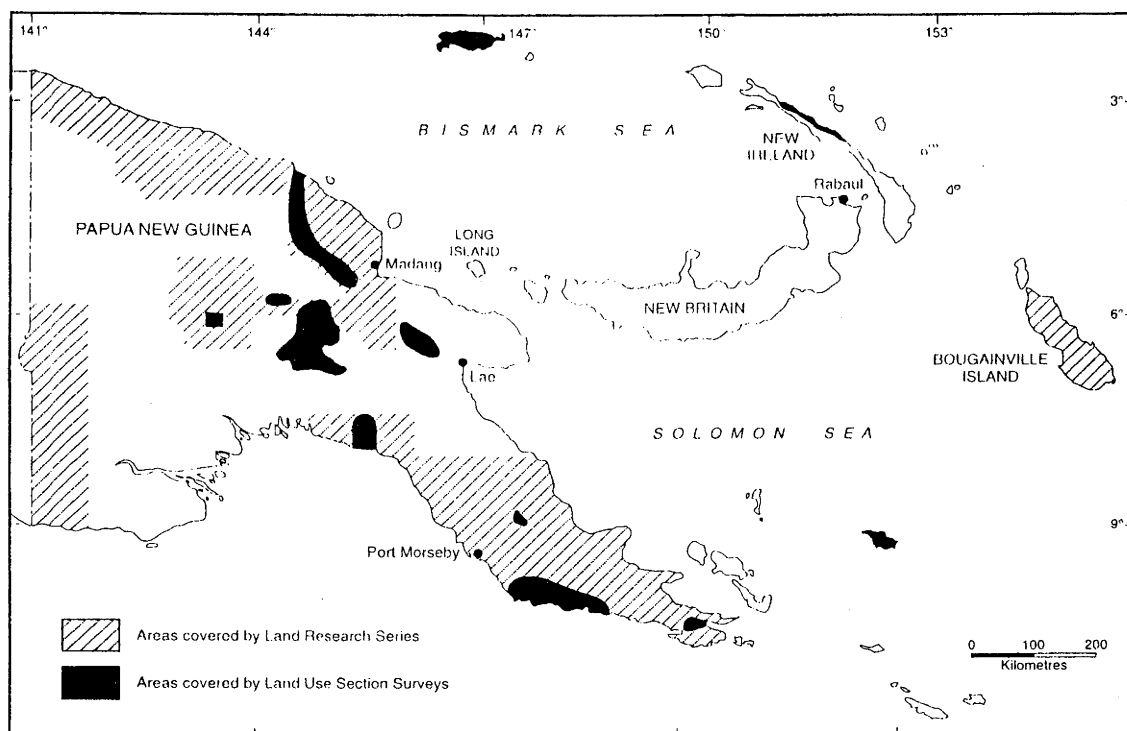 141°
144°
147°
150°
153°
3°
BISMARK SEA
NEW
IRELAND
Rabaul
PAPUA NEW GUINEA
LONG
ISLAND
Madang
NEW BRITAIN
6°
BOUGAINVILLE
ISLAND
Lae
SOLOMON SEA
9°
Port Morseby
Areas covered by Land Research Series
0 100 200
Kilometres
Areas covered by Land Use Section Surveys